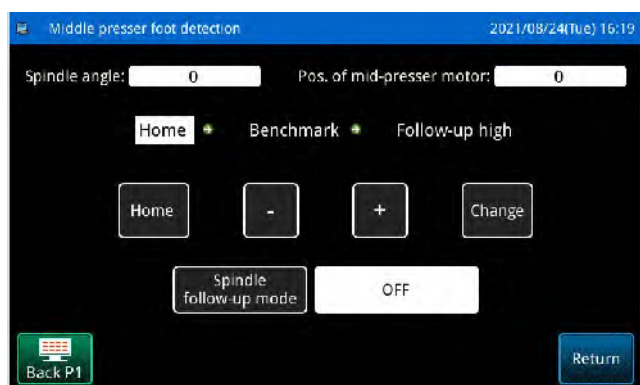 Middle presser foot detection 2021/08/24(Tue) 16:19
Spindle angle: 0 Pos. of mid-presser motor: 0
Home Benchmark Follow-up high
Home - + Change
Spindle
follow-up mode OFF
Back P1 Return